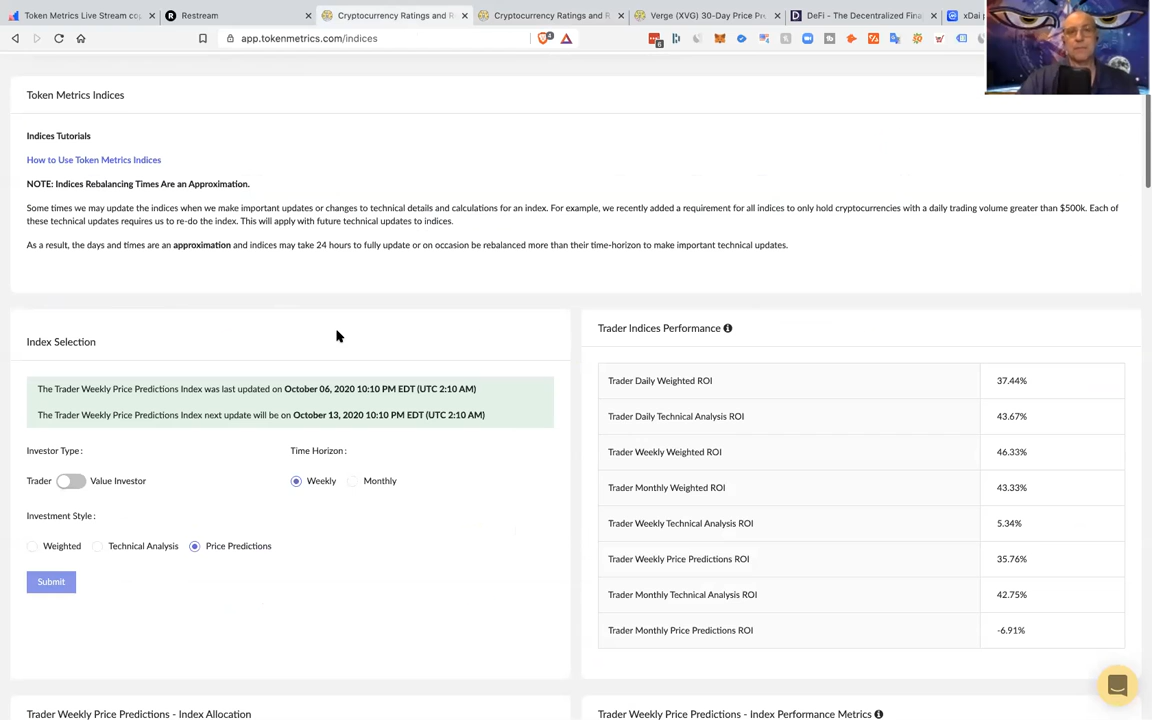 Token Metrics Live Stream co
Restream
Cryptocurrency Ratings and R
Cryptocurrency Ratings and R
Verge (XVG) 30-Day Price Pr
DeFi - The Decentralized Fina
xDai
app.tokenmetrics.com/indices
Token Metrics Indices
Indices Tutorials
How to Use Token Metrics Indices
NOTE: Indices Rebalancing Times Are an Approximation.
Some times we may update the indices when we make important updates or changes to technical details and calculations for an index. For example, we recently added a requirement for all indices to only hold cryptocurrencies with a daily trading volume greater than $500k. Each of
these technical updates requires us to re-do the index. This will apply with future technical updates to indices.
As a result, the days and times are an approximation and indices may take 24 hours to fully update or on occasion be rebalanced more than their time-horizon to make important technical updates.
Index Selection
The Trader Weekly Price Predictions Index was last updated on October 06, 2020 10:10 PM EDT (UTC 2:10 AM)
The Trader Weekly Price Predictions Index next update will be on October 13, 2020 10:10 PM EDT (UTC 2:10 AM)
Investor Type :
Time Horizon :
Trader Value Investor
Weekly Monthly
Investment Style :
Weighted Technical Analysis Price Predictions
Submit
Trader Indices Performance
Trader Daily Weighted ROI 37.44%
Trader Daily Technical Analysis ROI 43.67%
Trader Weekly Weighted ROI 46.33%
Trader Monthly Weighted ROI 43.33%
Trader Weekly Technical Analysis ROI 5.34%
Trader Weekly Price Predictions ROI 35.76%
Trader Monthly Technical Analysis ROI 42.75%
Trader Monthly Price Predictions ROI -6.91%
Trader Weekly Price Predictions - Index Allocation
Trader Weekly Price Predictions - Index Performance Metrics